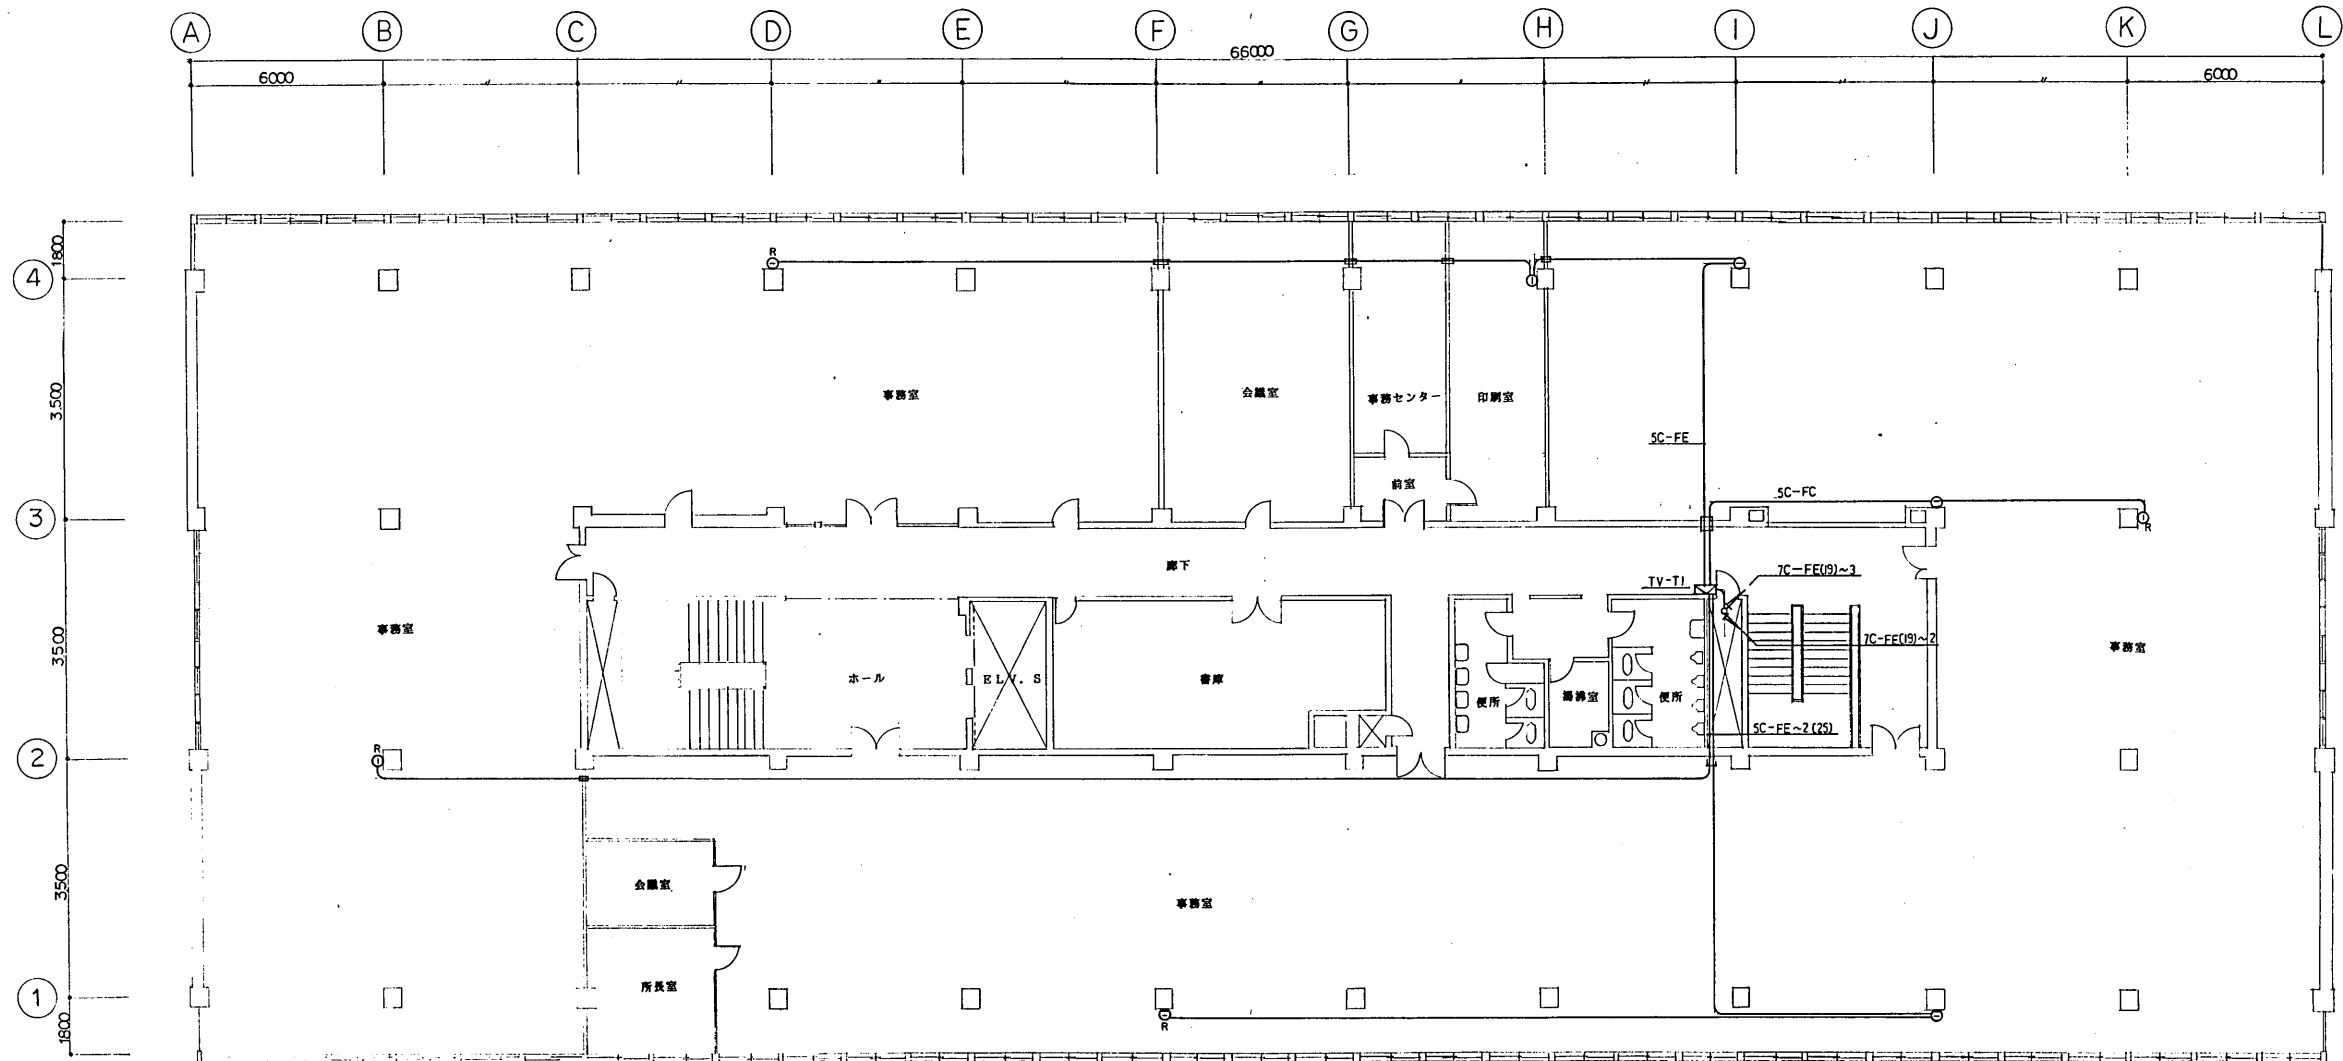 A B C D E F G H I J K L
66000
6000 〃 〃 〃 〃 〃 〃 〃 〃 〃 6000
1800
4
R
事務室
会議室
事務センター
印刷室
3500
5C-FE
前室
5C-FC
3
R
廊下
TV-T1
7C-FE(19)~3
事務室
3500
7C-FE(19)~2
事務室
ホール
ELV.S
書庫
便所
湯沸室
便所
5C-FE~2(25)
R
2
3500
会議室
事務室
所長室
1
R
1800